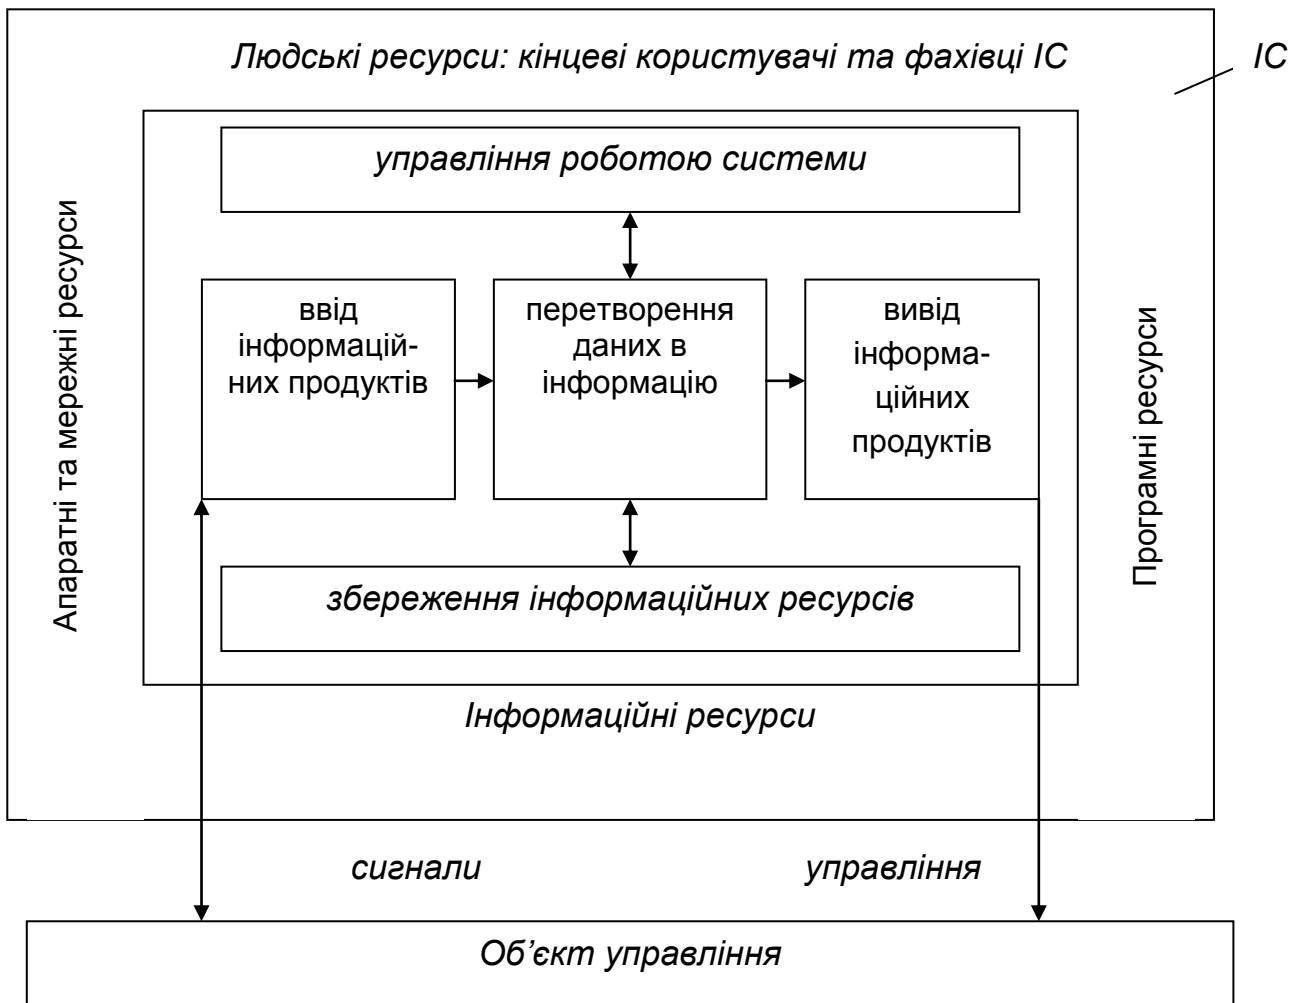 Людські ресурси: кінцеві користувачі та фахівці ІС
ІС
управління роботою системи
Апаратні та мережні ресурси
ввід
інформацій-
них продуктів
перетворення
даних в
інформацію
вивід
інформа-
ційних
продуктів
Програмні ресурси
збереження інформаційних ресурсів
Інформаційні ресурси
сигнали
управління
Об’єкт управління